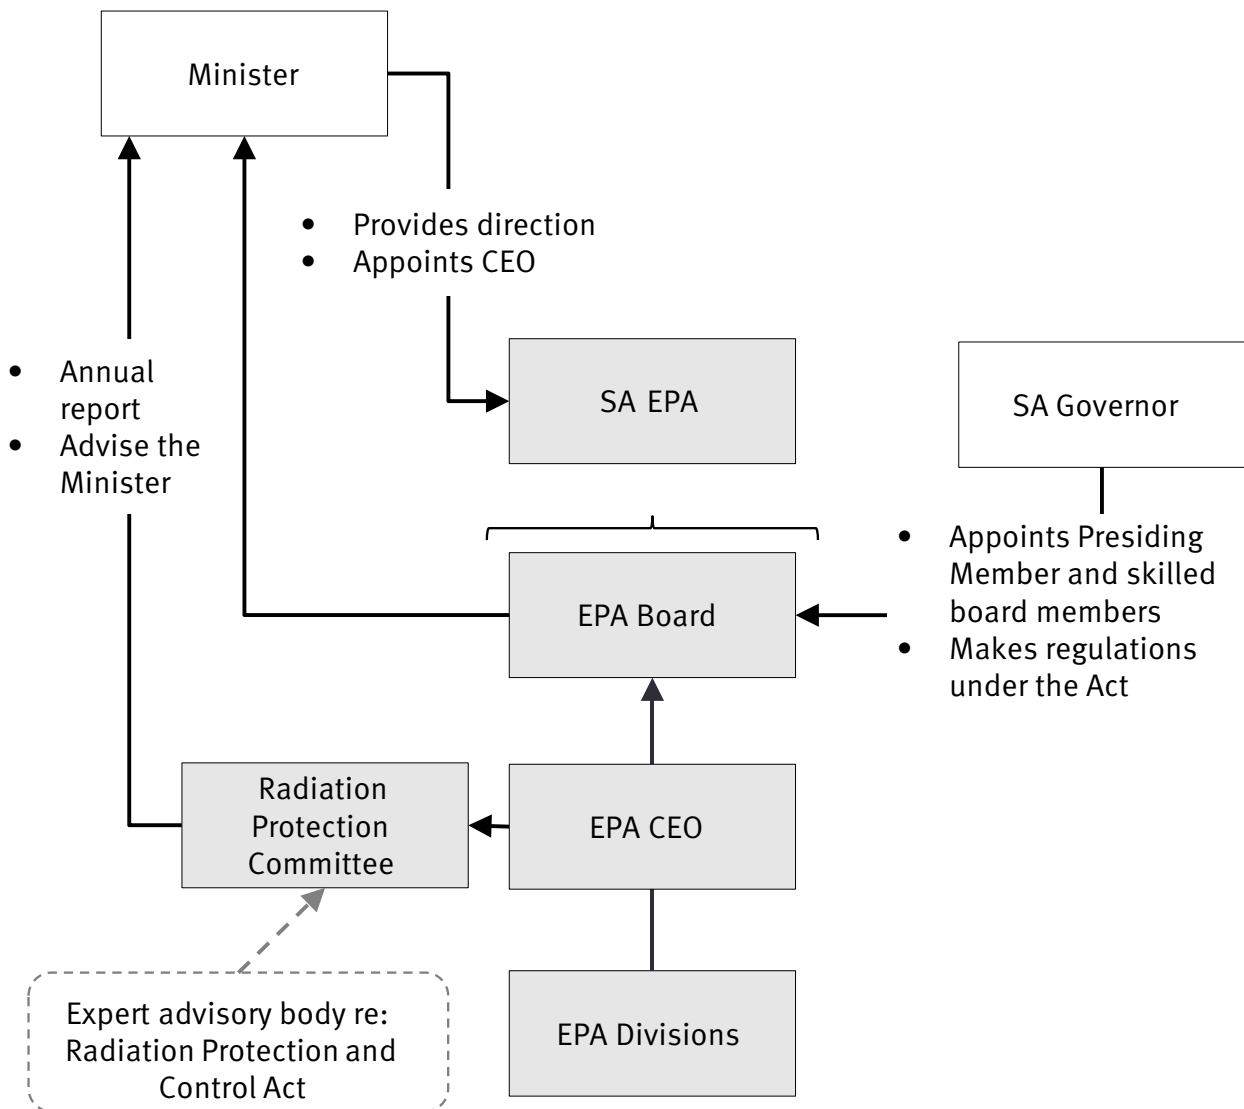 Minister
• Provides direction
• Appoints CEO
• Annual
report
• Advise the
Minister
SA EPA
SA Governor
• Appoints Presiding
Member and skilled
board members
• Makes regulations
under the Act
EPA Board
Radiation
Protection
Committee
EPA CEO
Expert advisory body re:
Radiation Protection and
Control Act
EPA Divisions